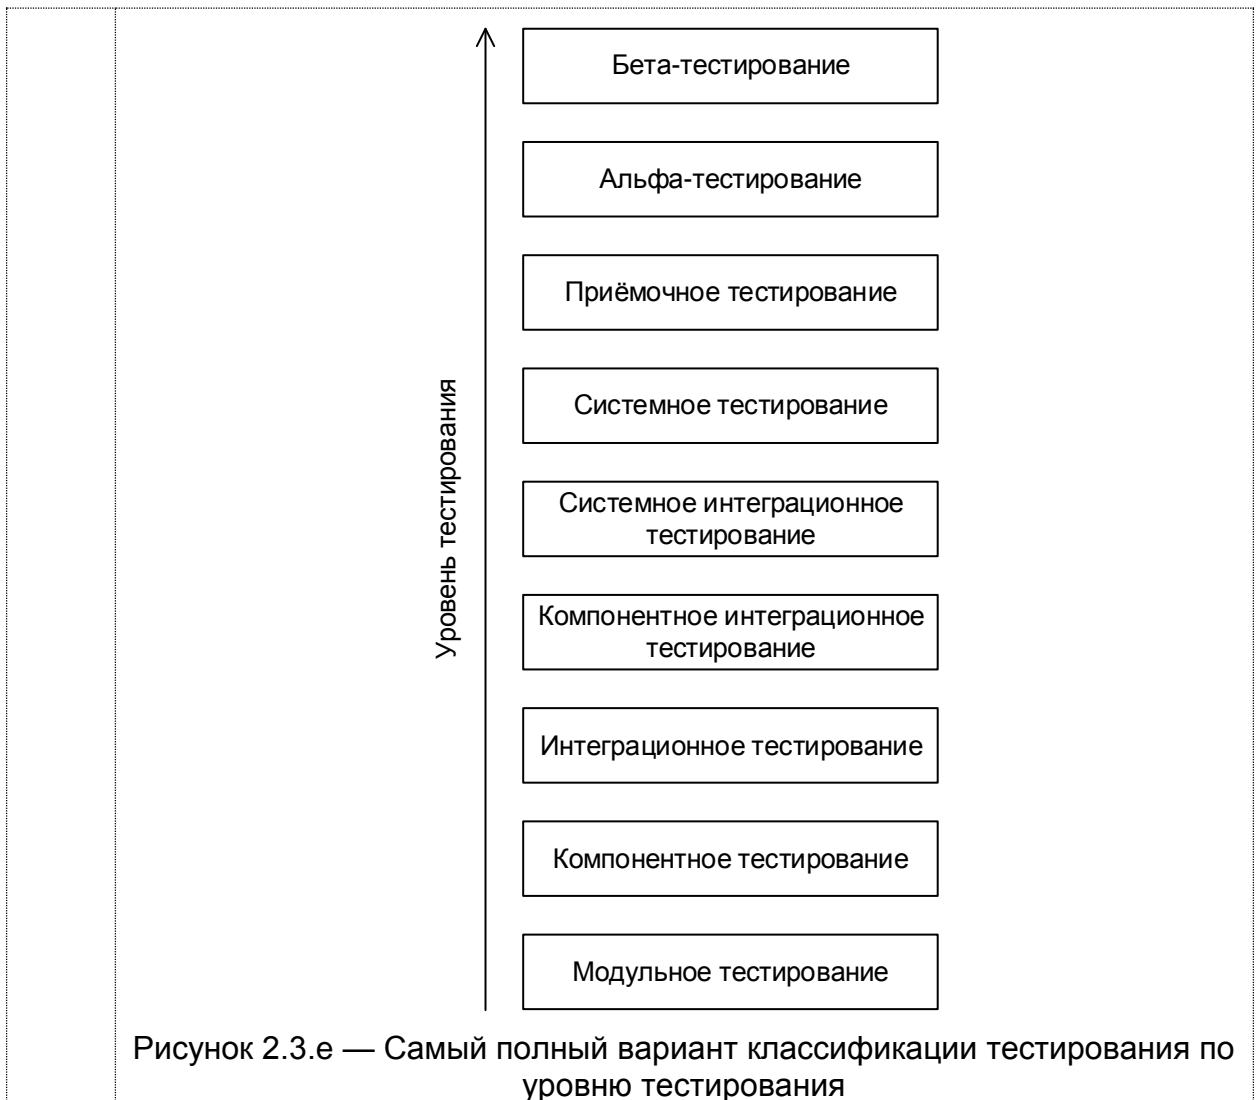 Бета-тестирование
Альфа-тестирование
Приёмочное тестирование
Системное тестирование
Системное интеграционное
тестирование
Компонентное интеграционное
тестирование
Интеграционное тестирование
Компонентное тестирование
Модульное тестирование
Уровень тестирования
Рисунок 2.3.e — Самый полный вариант классификации тестирования по
уровню тестирования